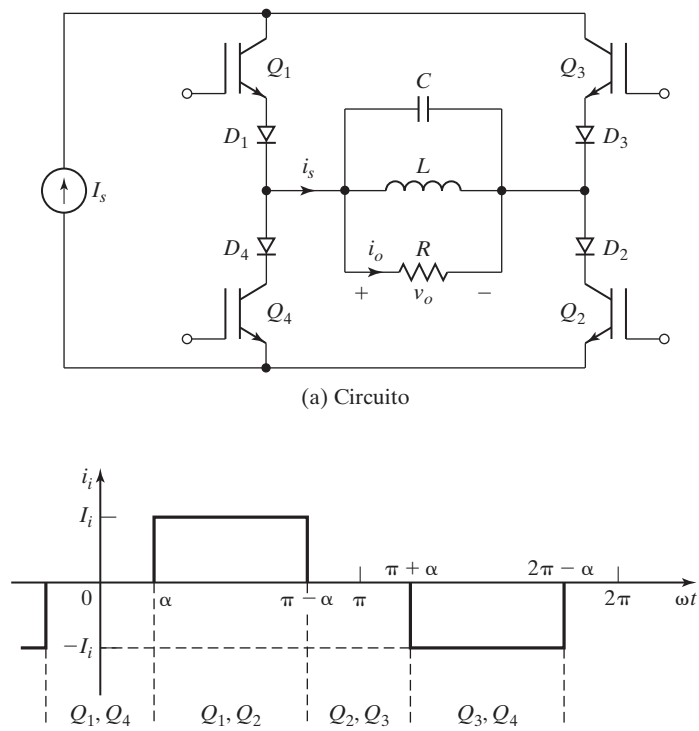 Q1 Q3
C
D1 D3
is L
Is
D4 D2
io R
+ vo −
Q4 Q2
(a) Circuito
ii
Ii
π + α 2π − α
0 α π − α π 2π ωt
−Ii
Q1, Q4 Q1, Q2 Q2, Q3 Q3, Q4